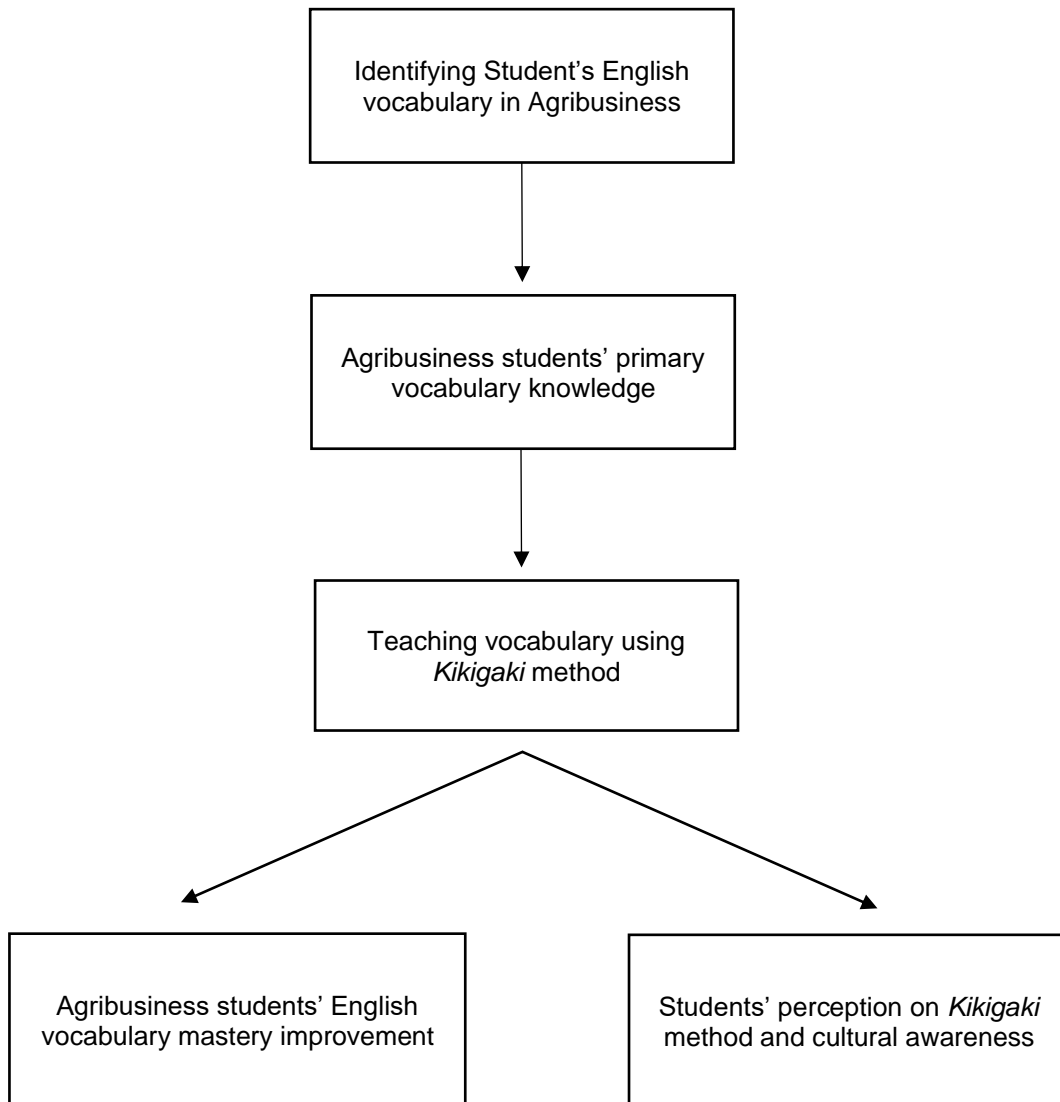 Identifying Student’s English
vocabulary in Agribusiness
Agribusiness students’ primary
vocabulary knowledge
Teaching vocabulary using
Kikigaki method
Agribusiness students’ English
vocabulary mastery improvement
Students’ perception on Kikigaki
method and cultural awareness